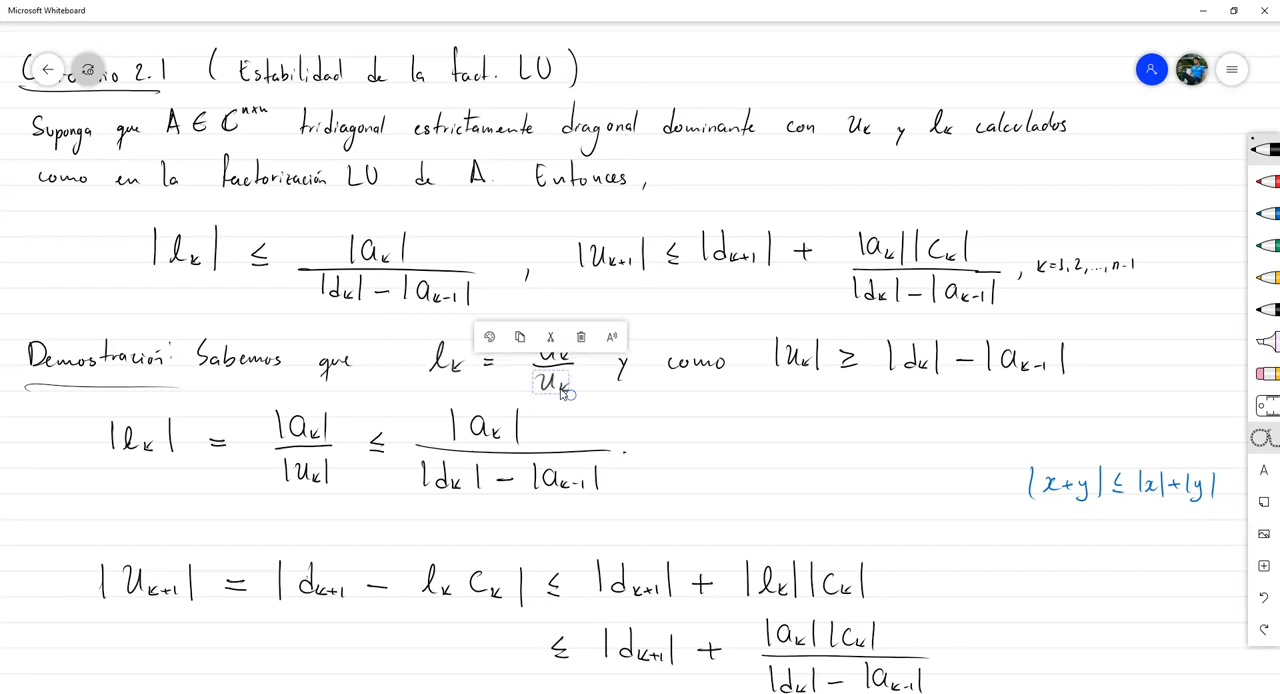 Microsoft Whiteboard
2.1 ( Estabilidad de la fact. LU )
Suponga que A ∈ ℂ^{n×n} tridiagonal estrictamente diagonal dominante con u_k y l_k calculados
como en la factorización LU de A. Entonces,
|l_k| ≤ |a_k| / (|d_k| - |a_{k-1}|) , |u_{k+1}| ≤ |d_{k+1}| + |a_k||c_k| / (|d_k| - |a_{k-1}|) , k=1, 2, ..., n-1
Demostración: Sabemos que l_k = / u_k y como |u_k| ≥ |d_k| - |a_{k-1}|
|l_k| = |a_k| / |u_k| ≤ |a_k| / (|d_k| - |a_{k-1}|) .
|x+y| ≤ |x|+|y|
|u_{k+1}| = |d_{k+1} - l_k c_k| ≤ |d_{k+1}| + |l_k||c_k|
≤ |d_{k+1}| + |a_k||c_k| / (|d_k| - |a_{k-1}|)